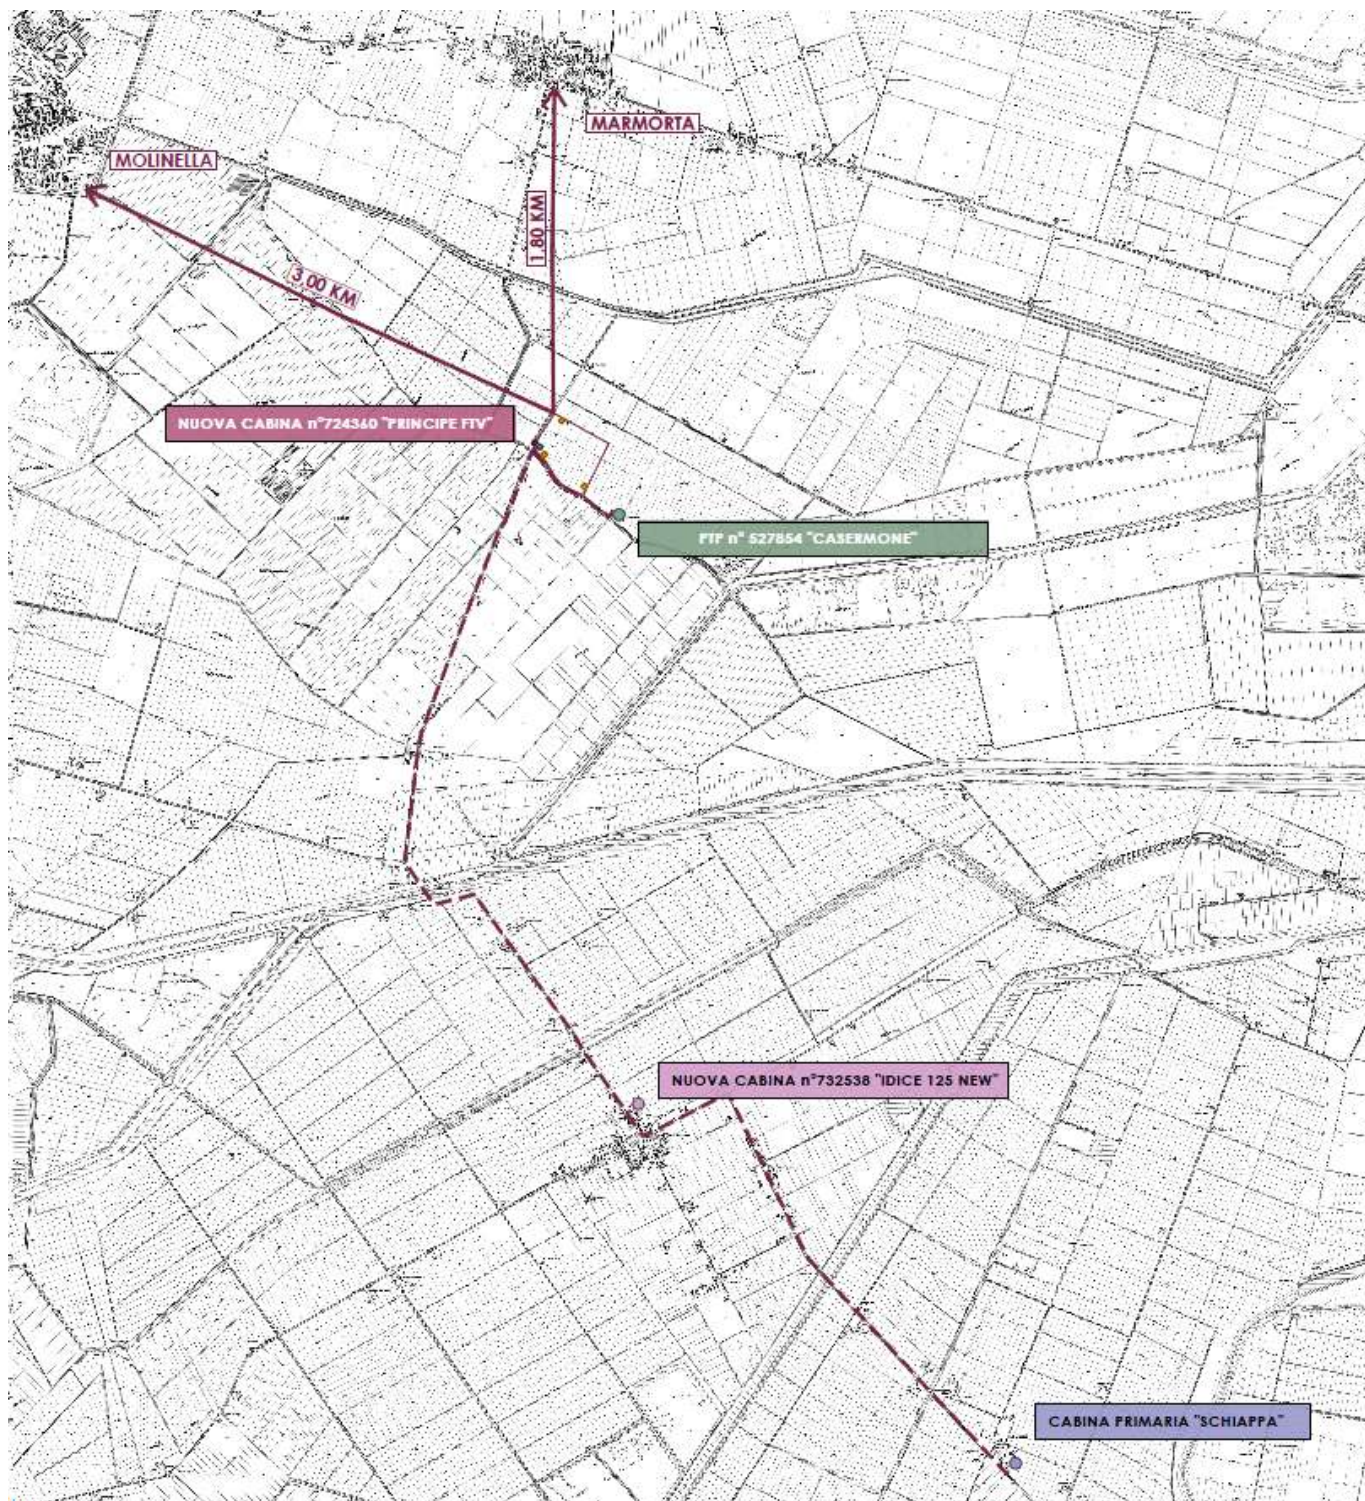 MARMORTA
MOLINELLA
1.80 KM
3,00 KM
NUOVA CABINA n°724360 "PRINCIPE FTV"
PTP n° 527854 "CASERMONE"
NUOVA CABINA n°732538 "IDICE 125 NEW"
CABINA PRIMARIA "SCHIAPPA"